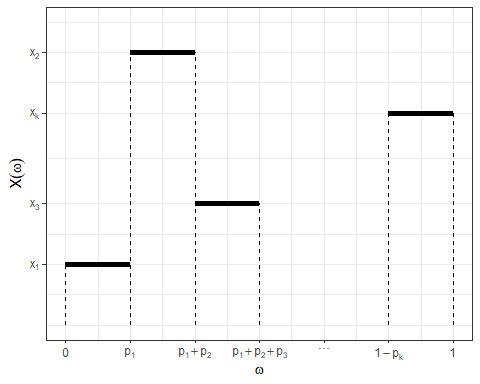 X(ω)
x₂
xₖ
x₃
x₁
0 p₁ p₁ + p₂ p₁ + p₂ + p₃ ⋯ 1 − pₖ 1
ω